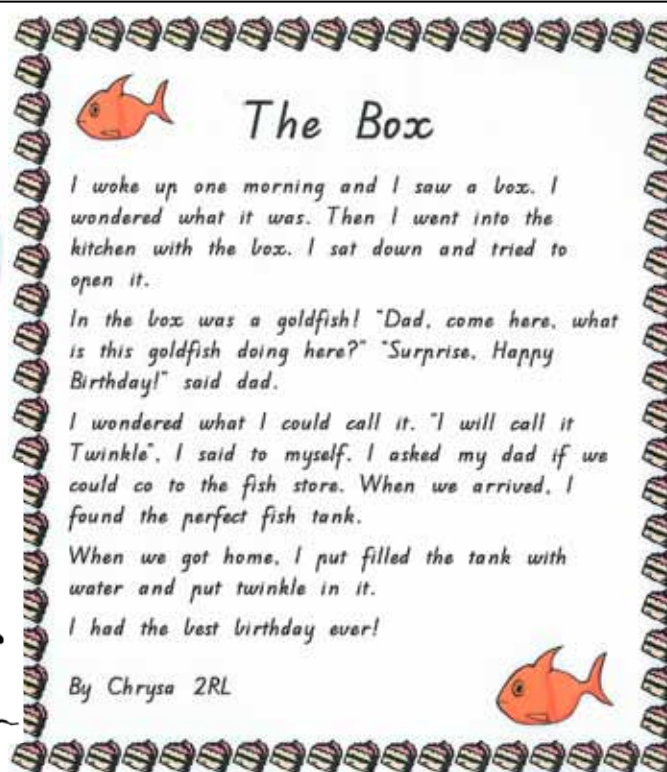 The Box
I woke up one morning and I saw a box. I
wondered what it was. Then I went into the
kitchen with the box. I sat down and tried to
open it.
In the box was a goldfish! "Dad, come here, what
is this goldfish doing here?" "Surprise, Happy
Birthday!" said dad.
I wondered what I could call it. "I will call it
Twinkle", I said to myself. I asked my dad if we
could co to the fish store. When we arrived, I
found the perfect fish tank.
When we got home, I put filled the tank with
water and put twinkle in it.
I had the best birthday ever!
By Chrysa 2RL